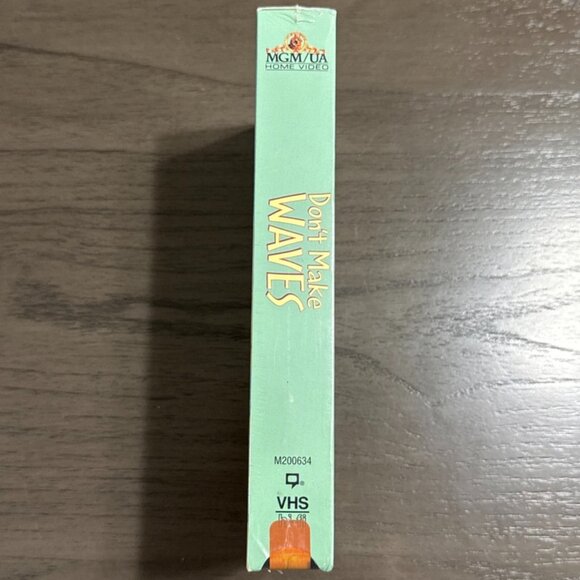 MGM/UA
HOME VIDEO
Don't Make
WAVES
M200634
®
VHS